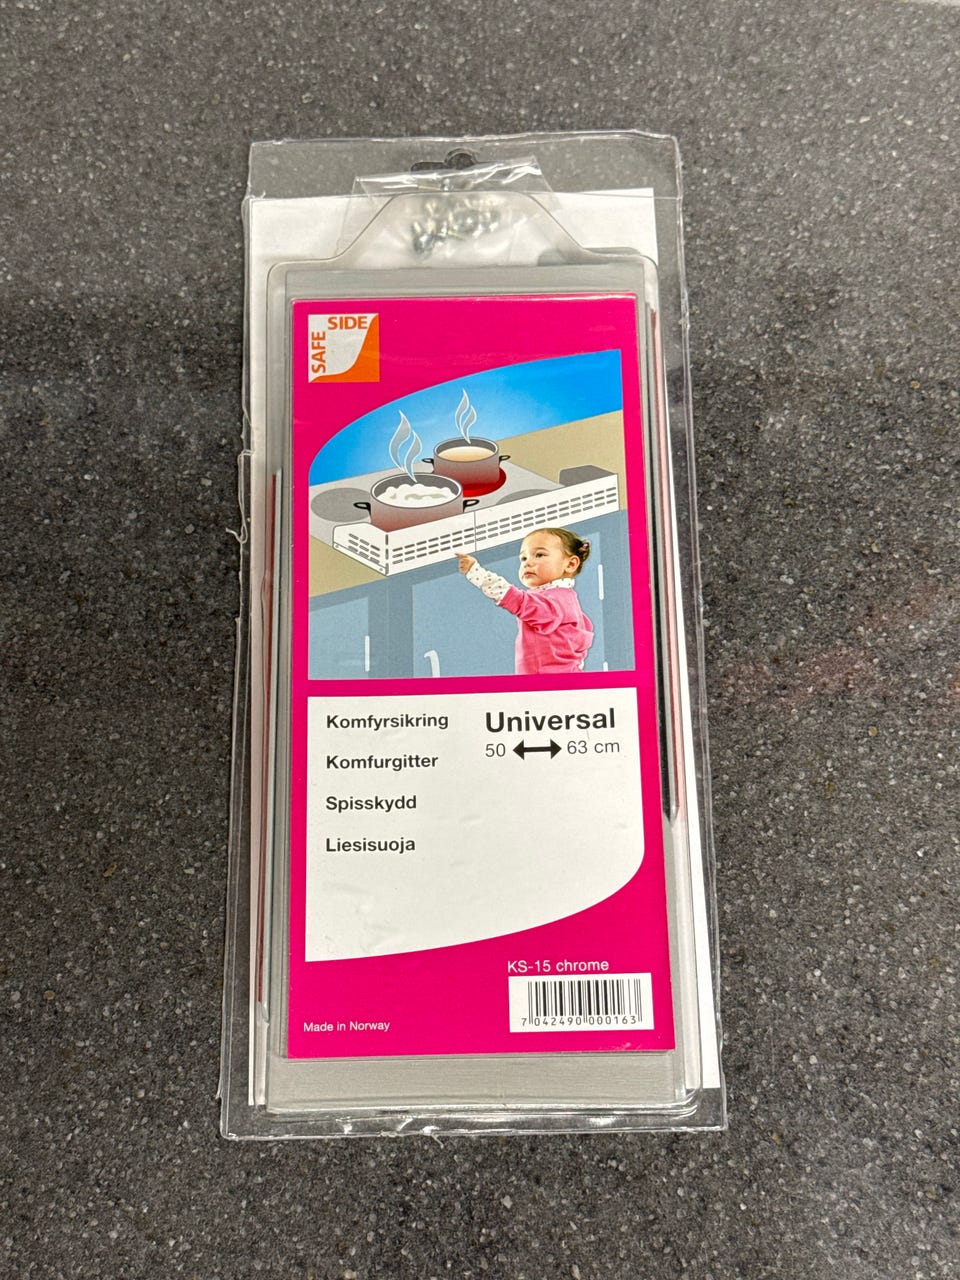 SAFE SIDE
Komfyrsikring
Komfurgitter
Spisskydd
Liesisuoja
Universal
50 ↔ 63 cm
KS-15 chrome
7 042490 000163
Made in Norway